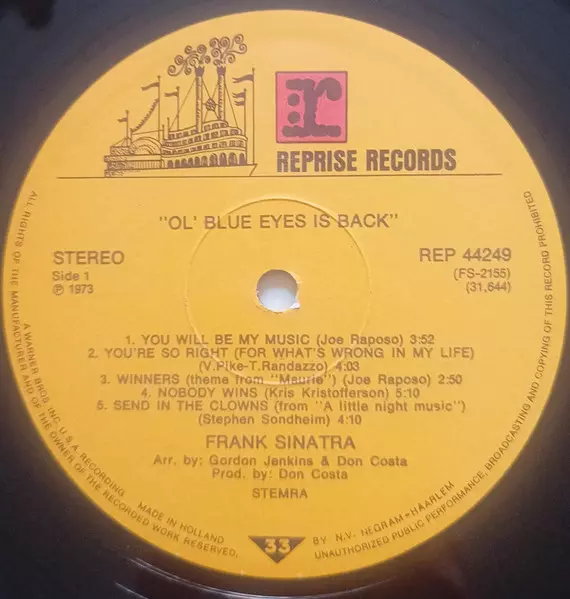 r
REPRISE RECORDS
"OL' BLUE EYES IS BACK"
STEREO
Side 1
℗ 1973
REP 44249
(FS-2155)
(31,644)
1. YOU WILL BE MY MUSIC (Joe Raposo) 3:52
2. YOU'RE SO RIGHT (FOR WHAT'S WRONG IN MY LIFE)
(V.Pike-T.Randazzo) 4:03
3. WINNERS (theme from "Maurie") (Joe Raposo) 2:50
4. NOBODY WINS (Kris Kristofferson) 5:10
5. SEND IN THE CLOWNS (from "A little night music")
(Stephen Sondheim) 4:10
FRANK SINATRA
Arr. by: Gordon Jenkins & Don Costa
Prod. by: Don Costa
STEMRA
33
ALL RIGHTS OF THE MANUFACTURER AND OF THE OWNER OF THE RECORDED WORK RESERVED.
A WARNER BROS. INC. U.S.A. RECORDING
MADE IN HOLLAND
BY N.V. NEGRAM-HAARLEM
UNAUTHORIZED PUBLIC PERFORMANCE, BROADCASTING AND COPYING OF THIS RECORD PROHIBITED